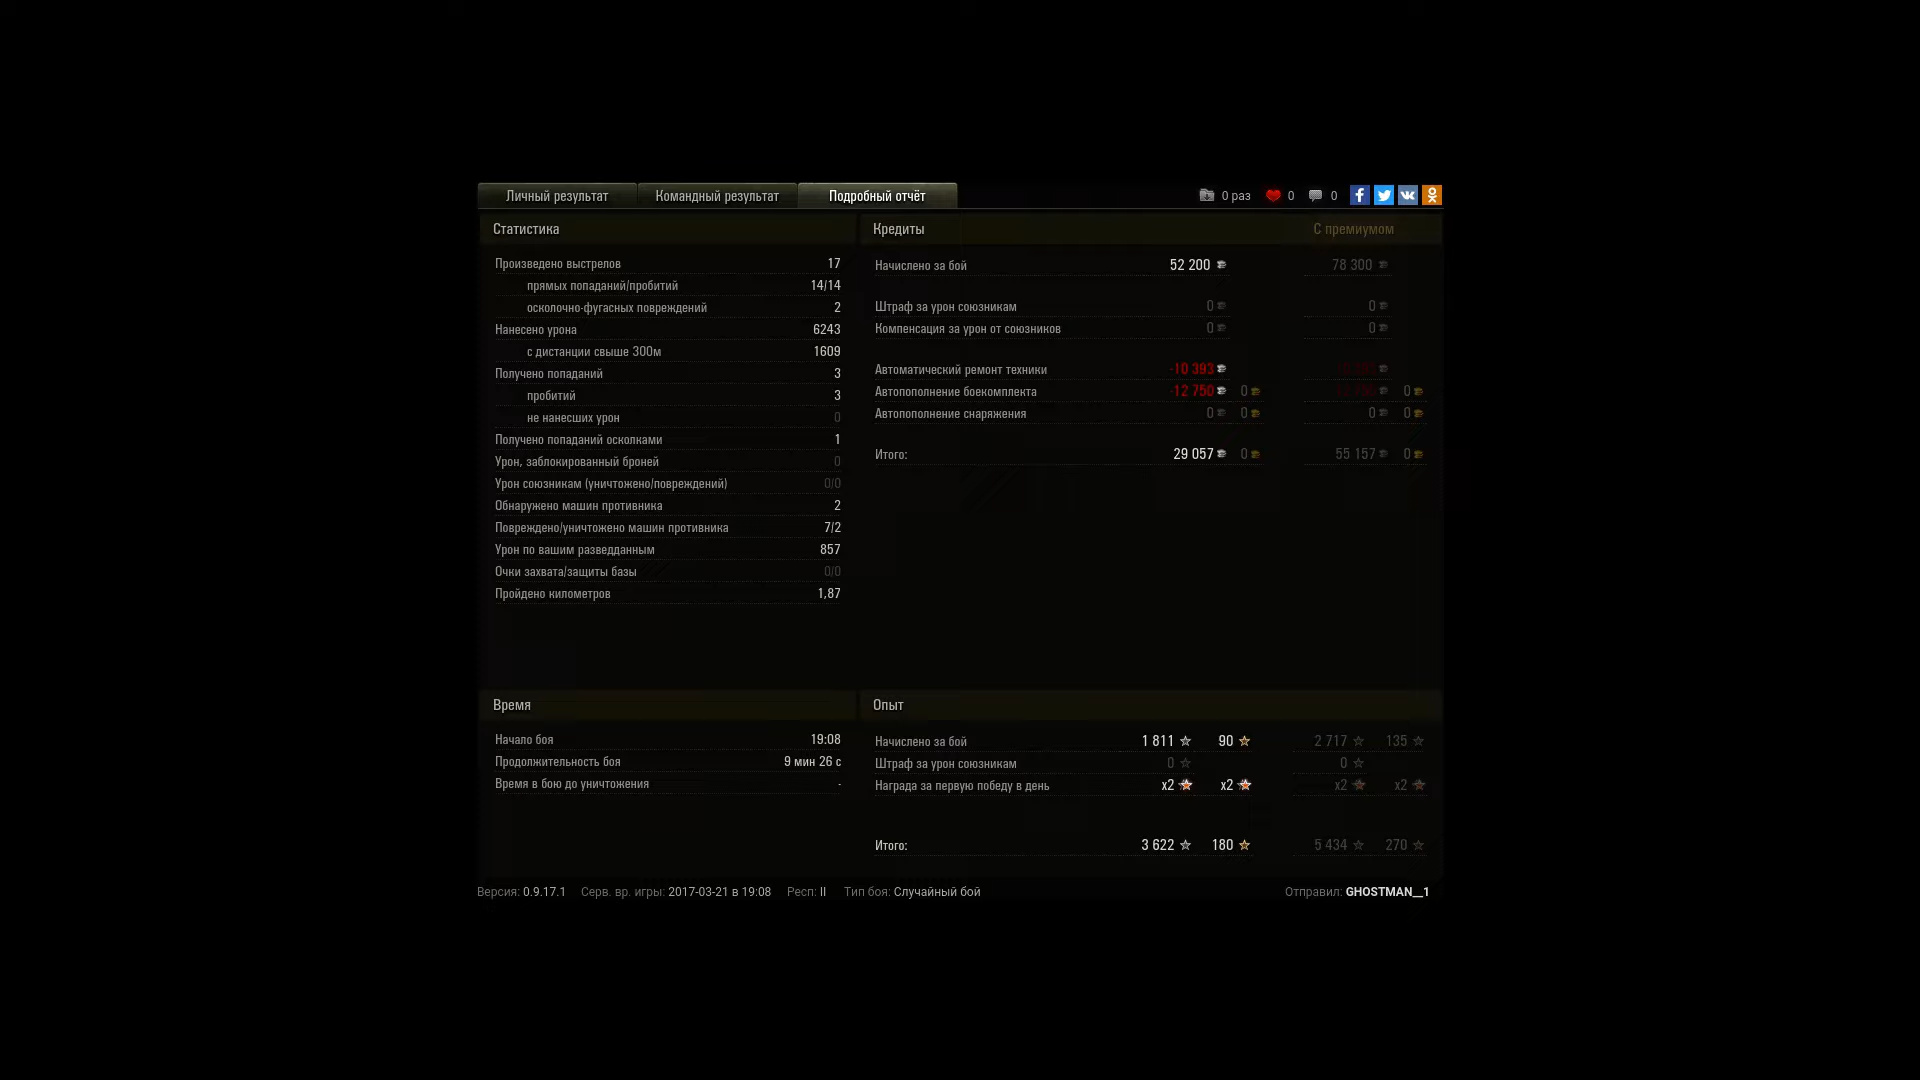 Личный результат Командный результат Подробный отчёт 0 раз 0 0
Статистика
Произведено выстрелов 17
прямых попаданий/пробитий 14/14
осколочно-фугасных повреждений 2
Нанесено урона 6243
с дистанции свыше 300м 1609
Получено попаданий 3
пробитий 3
не нанесших урон 0
Получено попаданий осколками 1
Урон, заблокированный броней 0
Урон союзникам (уничтожено/повреждений) 0/0
Обнаружено машин противника 2
Повреждено/уничтожено машин противника 7/2
Урон по вашим разведданным 857
Очки захвата/защиты базы 0/0
Пройдено километров 1,87
Кредиты С премиумом
Начислено за бой 52 200 78 300
Штраф за урон союзникам 0 0
Компенсация за урон от союзников 0 0
Автоматический ремонт техники -10 393
Автопополнение боекомплекта -12 750 0 0
Автопополнение снаряжения 0 0 0 0
Итого: 29 057 0 55 157 0
Время
Начало боя 19:08
Продолжительность боя 9 мин 26 с
Время в бою до уничтожения -
Опыт
Начислено за бой 1 811 90 2 717 135
Штраф за урон союзникам 0 0
Награда за первую победу в день x2 x2 x2 x2
Итого: 3 622 180 5 434 270
Версия: 0.9.17.1 Серв. вр. игры: 2017-03-21 в 19:08 Респ: II Тип боя: Случайный бой Отправил: GHOSTMAN__1